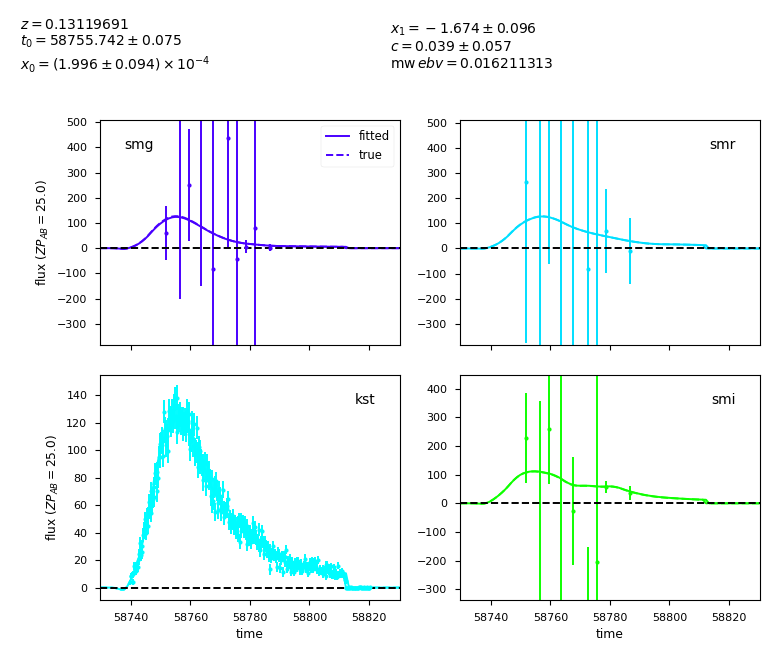 z = 0.13119691
t₀ = 58755.742 ± 0.075
x₀ = (1.996 ± 0.094) × 10⁻⁴
x₁ = −1.674 ± 0.096
c = 0.039 ± 0.057
mw ebv = 0.016211313
smg
fitted
true
500
400
300
200
100
0
−100
−200
−300
flux (ZP_AB = 25.0)
smr
500
400
300
200
100
0
−100
−200
−300
kst
140
120
100
80
60
40
20
0
flux (ZP_AB = 25.0)
58740 58760 58780 58800 58820
time
smi
400
300
200
100
0
−100
−200
−300
58740 58760 58780 58800 58820
time